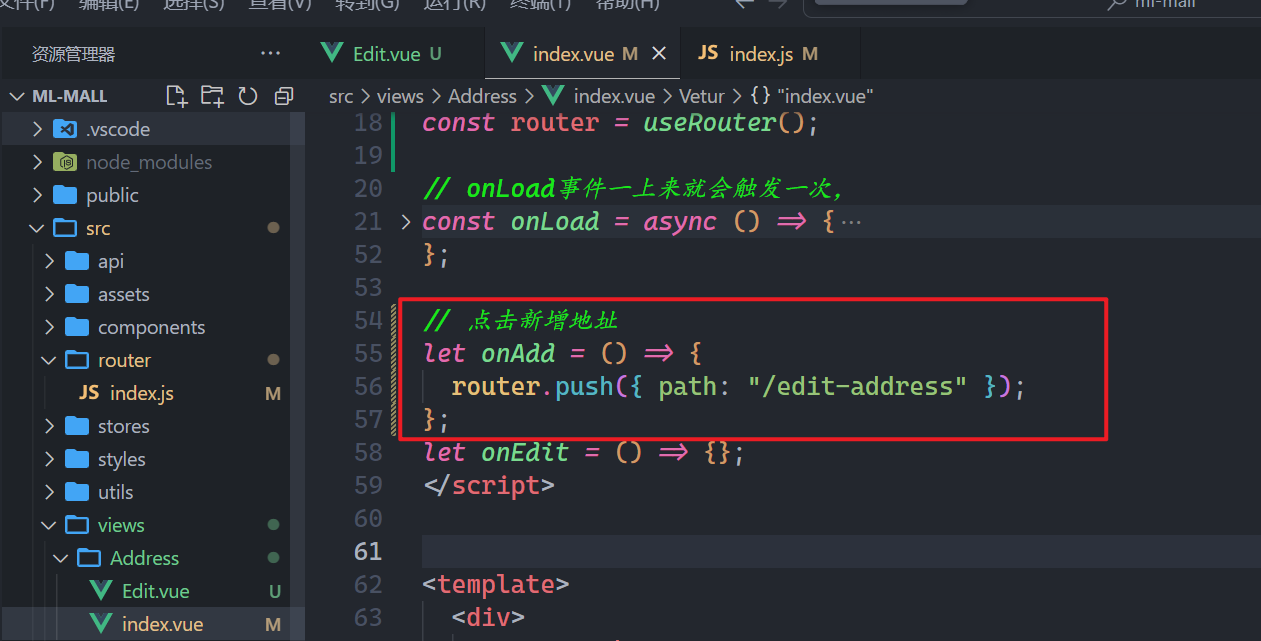 文件(F) 编辑(E) 选择(S) 查看(V) 转到(G) 运行(R) 终端(T) 帮助(H) ml-mall
资源管理器 ··· Edit.vue U index.vue M JS index.js M
ML-MALL
src > views > Address > index.vue > Vetur > {} "index.vue"
.vscode
node_modules
public
src
api
assets
components
router
JS index.js M
stores
styles
utils
views
Address
Edit.vue U
index.vue M
18 const router = useRouter();
19
20 // onLoad事件一上来就会触发一次,
21 const onLoad = async () => {···
52 };
53
54 // 点击新增地址
55 let onAdd = () => {
56 router.push({ path: "/edit-address" });
57 };
58 let onEdit = () => {};
59 </script>
60
61
62 <template>
63 <div>